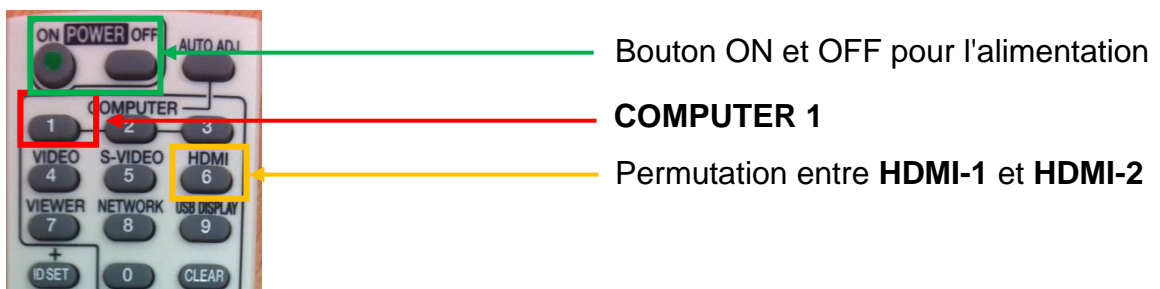 ON POWER OFF
AUTO ADJ.
Bouton ON et OFF pour l'alimentation
COMPUTER
COMPUTER 1
1 2 3
VIDEO S-VIDEO HDMI
Permutation entre HDMI-1 et HDMI-2
4 5 6
VIEWER NETWORK USB DISPLAY
7 8 9
+
ID SET 0 CLEAR